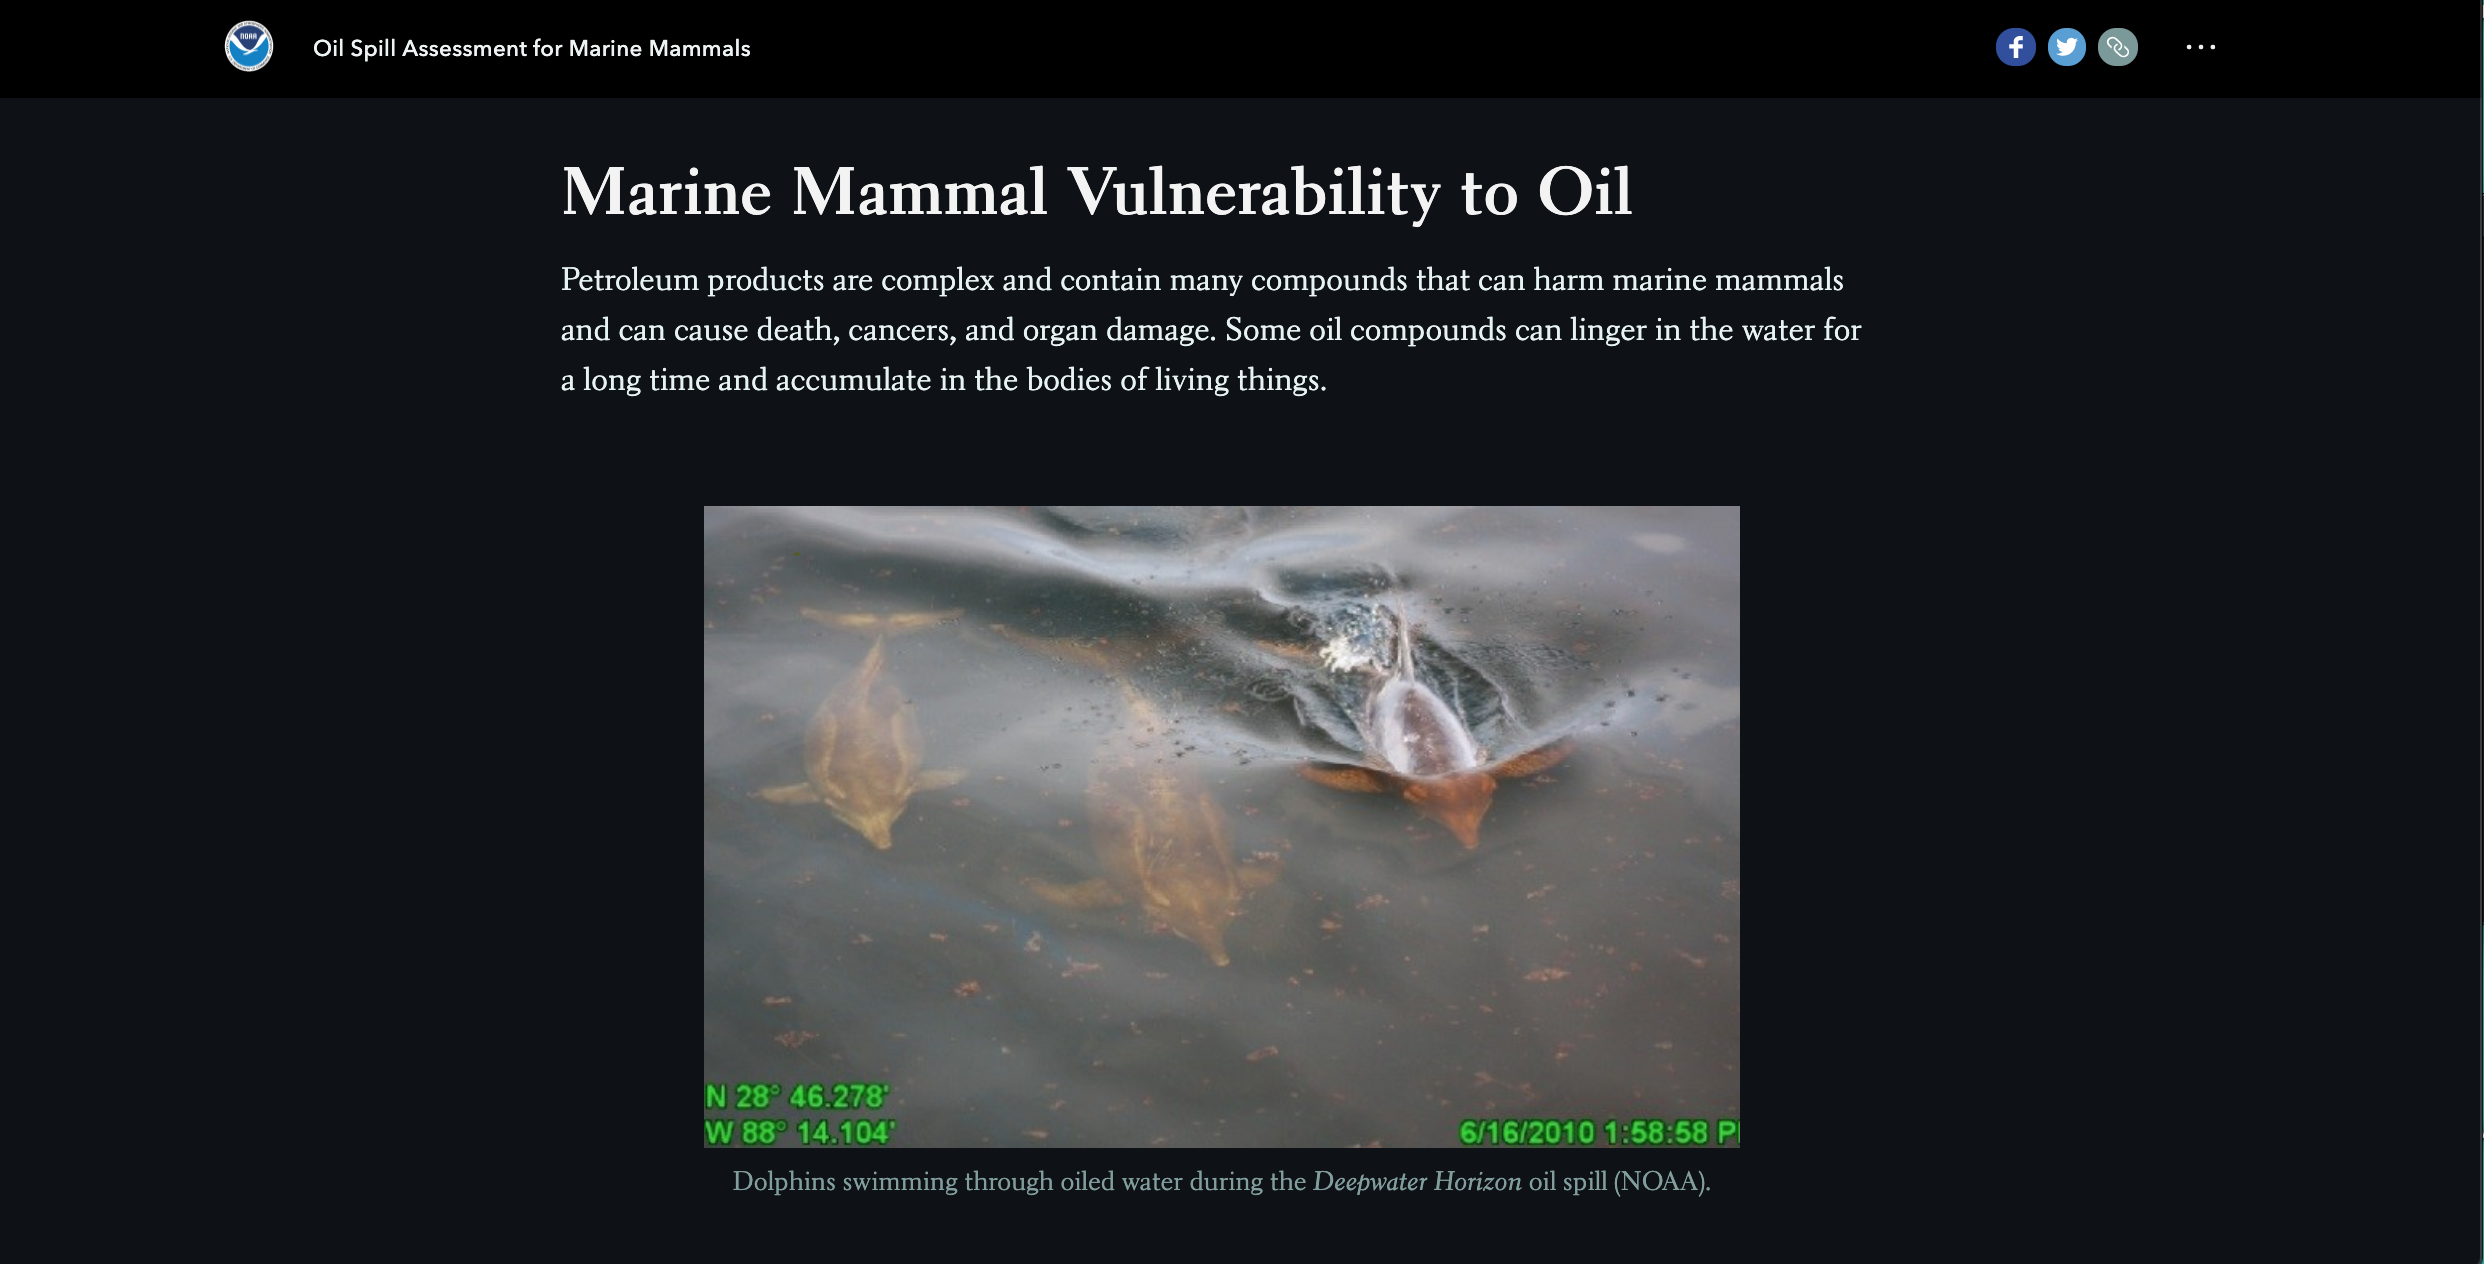 NOAA
Oil Spill Assessment for Marine Mammals
Marine Mammal Vulnerability to Oil
Petroleum products are complex and contain many compounds that can harm marine mammals
and can cause death, cancers, and organ damage. Some oil compounds can linger in the water for
a long time and accumulate in the bodies of living things.
N 28° 46.278'
W 88° 14.104'
6/16/2010 1:58:58 P
Dolphins swimming through oiled water during the Deepwater Horizon oil spill (NOAA).